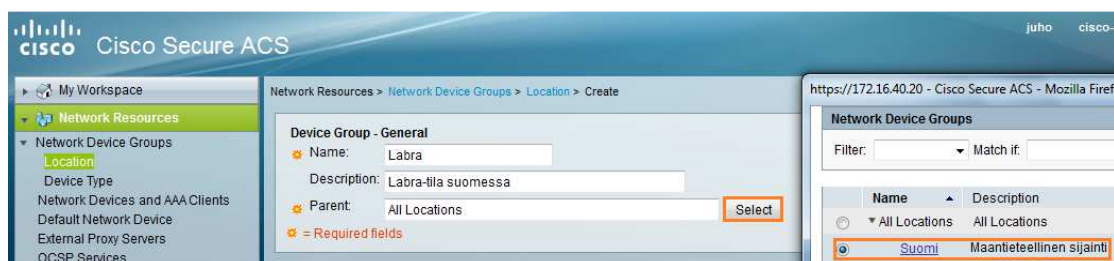 juho cisco-
CISCO Cisco Secure ACS
My Workspace
Network Resources
Network Device Groups
Location
Device Type
Network Devices and AAA Clients
Default Network Device
External Proxy Servers
OCSP Services
Network Resources > Network Device Groups > Location > Create
Device Group - General
Name: Labra
Description: Labra-tila suomessa
Parent: All Locations Select
= Required fields
https://172.16.40.20 - Cisco Secure ACS - Mozilla Firef
Network Device Groups
Filter: Match if:
Name Description
All Locations All Locations
Suomi Maantieteellinen sijainti